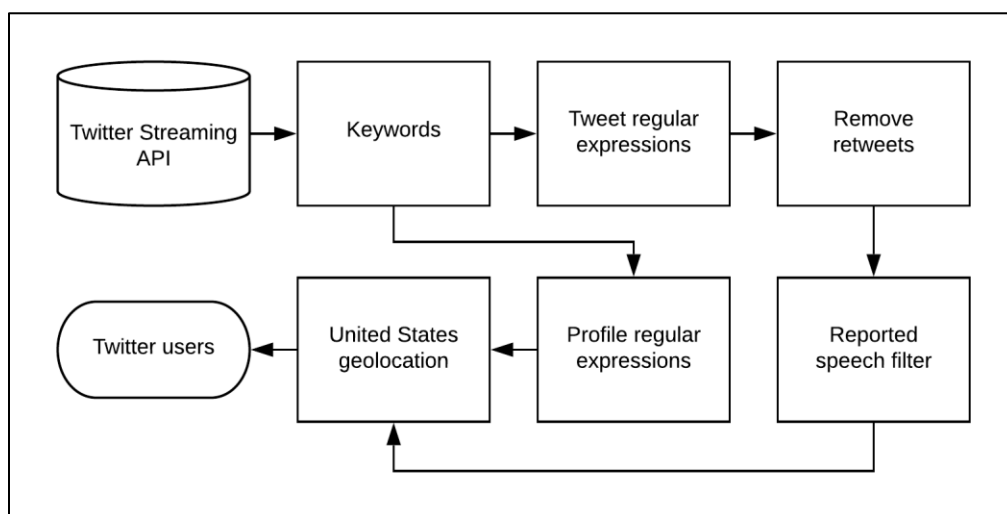 Twitter Streaming
API
Keywords
Tweet regular
expressions
Remove
retweets
Twitter users
United States
geolocation
Profile regular
expressions
Reported
speech filter